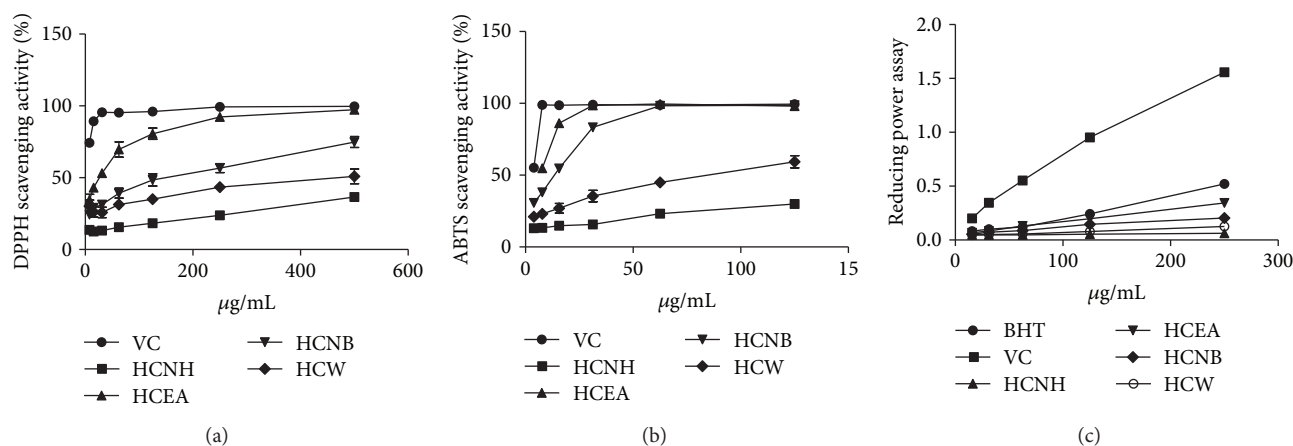 DPPH scavenging activity (%)
150
100
50
0
0
200
400
600
μg/mL
VC
HCNH
HCEA
HCNB
HCW
(a)
ABTS scavenging activity (%)
150
100
50
0
0
50
100
15
μg/mL
VC
HCNH
HCEA
HCNB
HCW
(b)
Reducing power assay
2.0
1.5
1.0
0.5
0.0
0
100
200
300
μg/mL
BHT
VC
HCNH
HCEA
HCNB
HCW
(c)